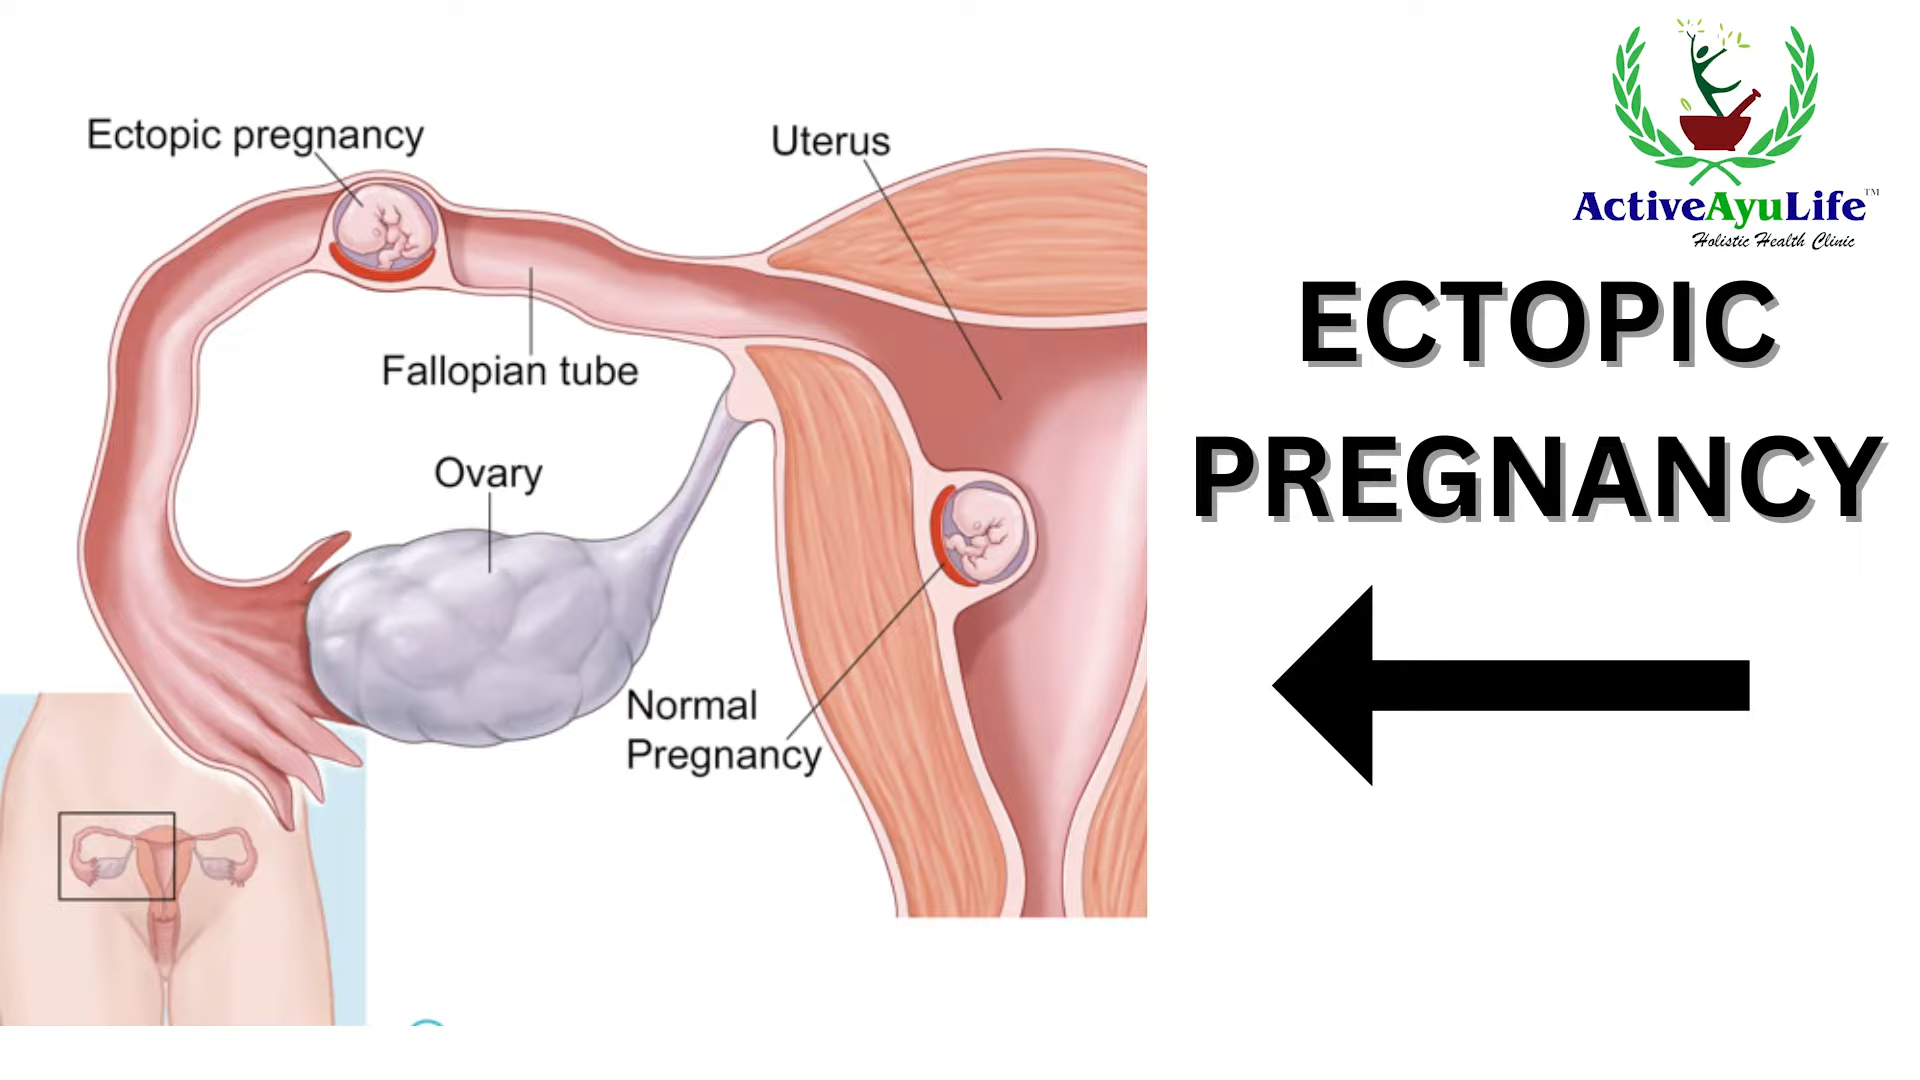 Ectopic pregnancy
Uterus
Fallopian tube
Ovary
Normal
Pregnancy
ActiveAyuLife™
Holistic Health Clinic
ECTOPIC
PREGNANCY